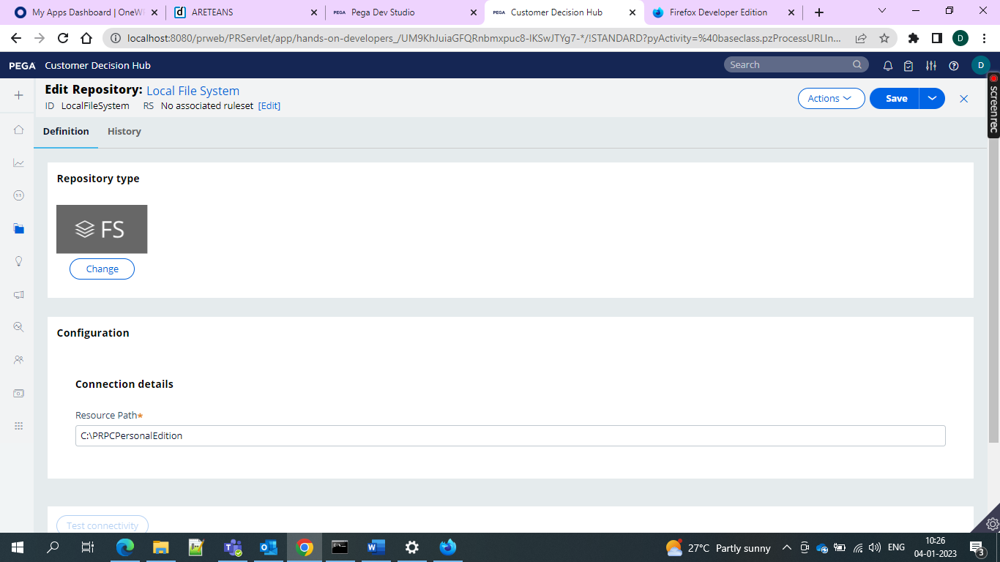 My Apps Dashboard | OneW
ARETEANS
Pega Dev Studio
Customer Decision Hub
Firefox Developer Edition
localhost:8080/prweb/PRServlet/app/hands-on-developers_/UM9KhJuiaGFQRnbmxpuc8-IKSwJTYg7-*/!STANDARD?pyActivity=%40baseclass.pzProcessURLIn...
D
PEGA Customer Decision Hub
Search
D
Edit Repository: Local File System
ID LocalFileSystem RS No associated ruleset [Edit]
Actions
Save
screenrec
Definition
History
Repository type
FS
Change
Configuration
Connection details
Resource Path*
C:\PRPCPersonalEdition
Test connectivity
27°C Partly sunny
ENG
10:26
04-01-2023
3